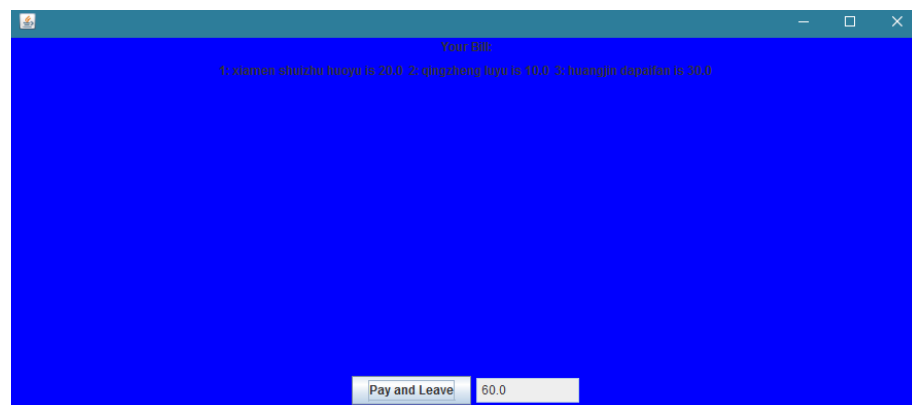 Your Bill:
1: xiamen shuizhu huoyu is 20.0 2: qingzheng luyu is 10.0 3: huangjin dapaifan is 30.0
Pay and Leave 60.0